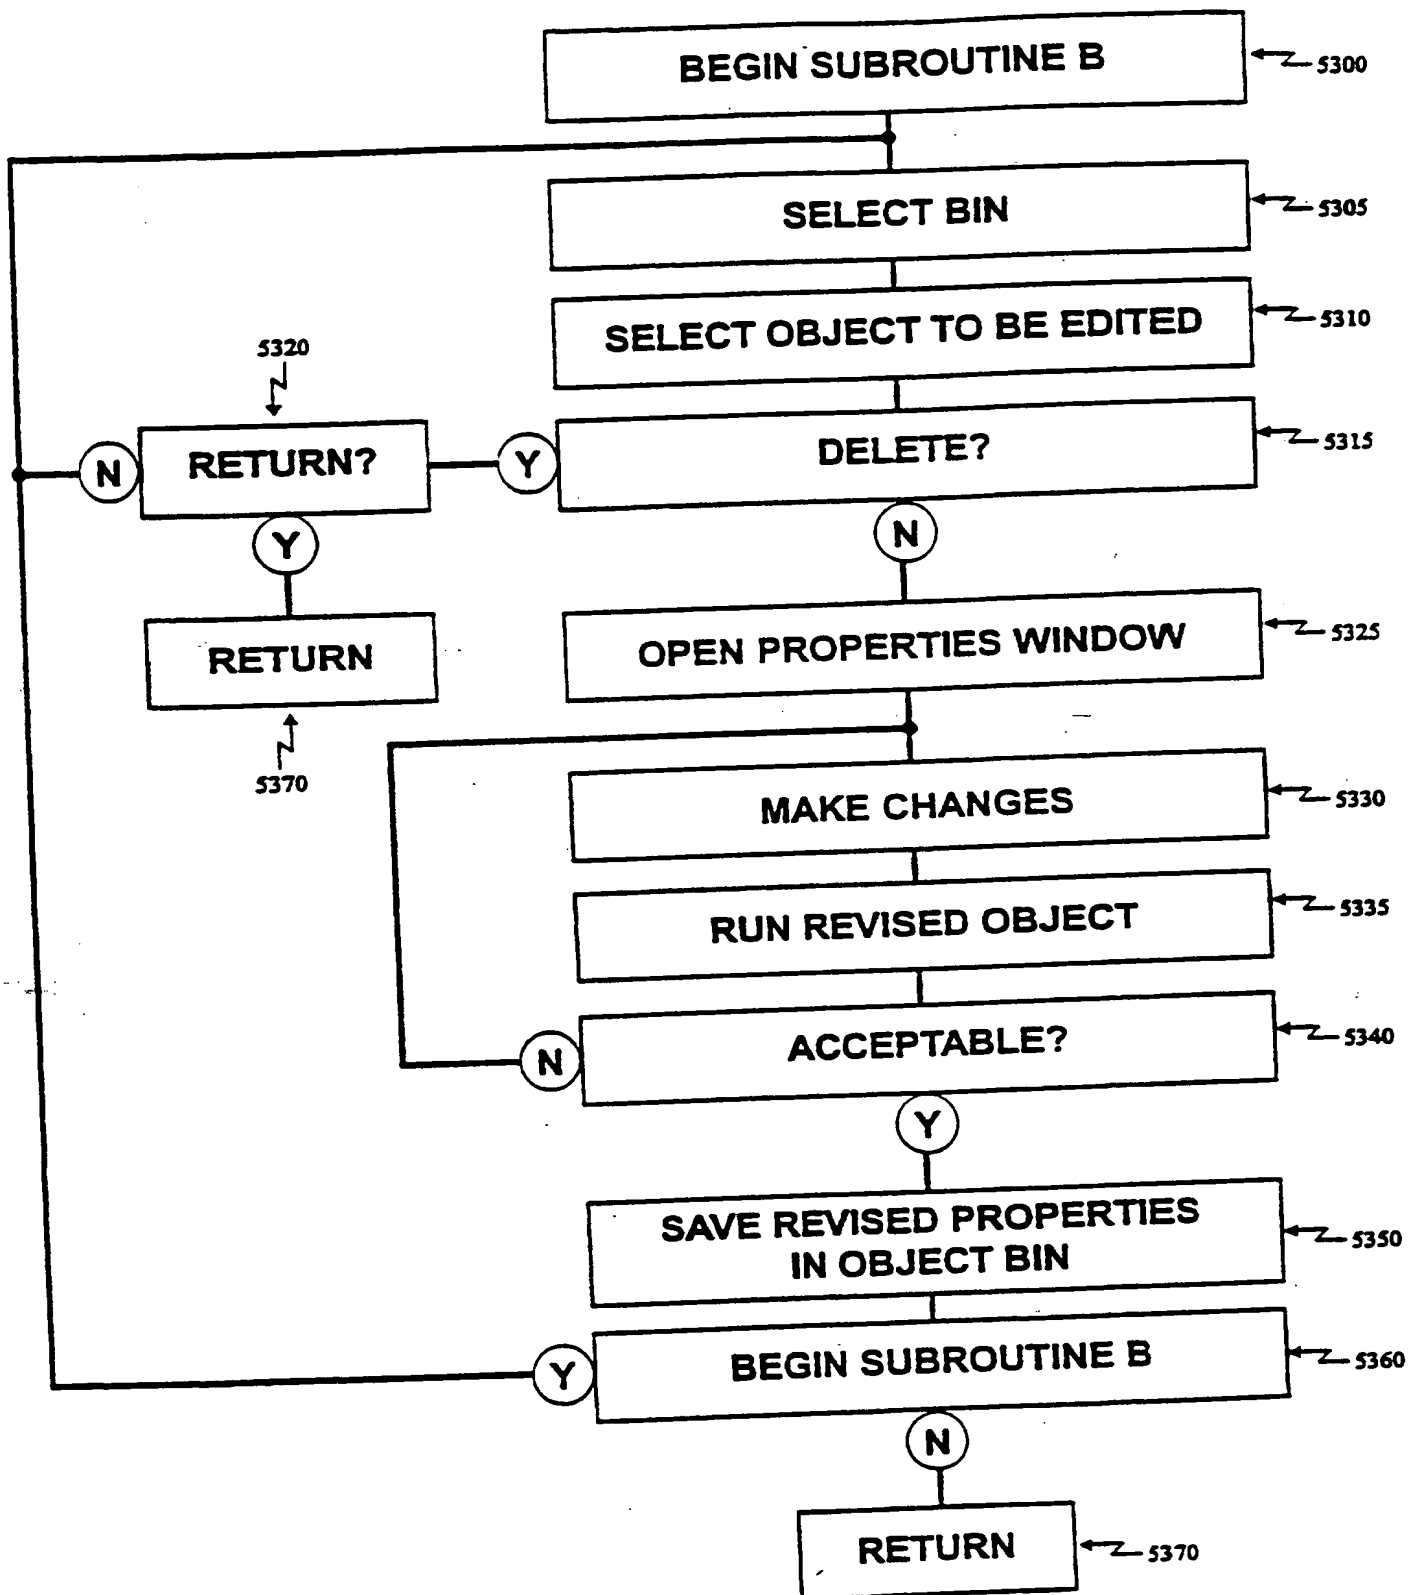 BEGIN SUBROUTINE B
5300
SELECT BIN
5305
SELECT OBJECT TO BE EDITED
5310
5320
N
RETURN?
Y
DELETE?
5315
Y
N
RETURN
OPEN PROPERTIES WINDOW
5325
5370
MAKE CHANGES
5330
RUN REVISED OBJECT
5335
N
ACCEPTABLE?
5340
Y
SAVE REVISED PROPERTIES
IN OBJECT BIN
5350
Y
BEGIN SUBROUTINE B
5360
N
RETURN
5370